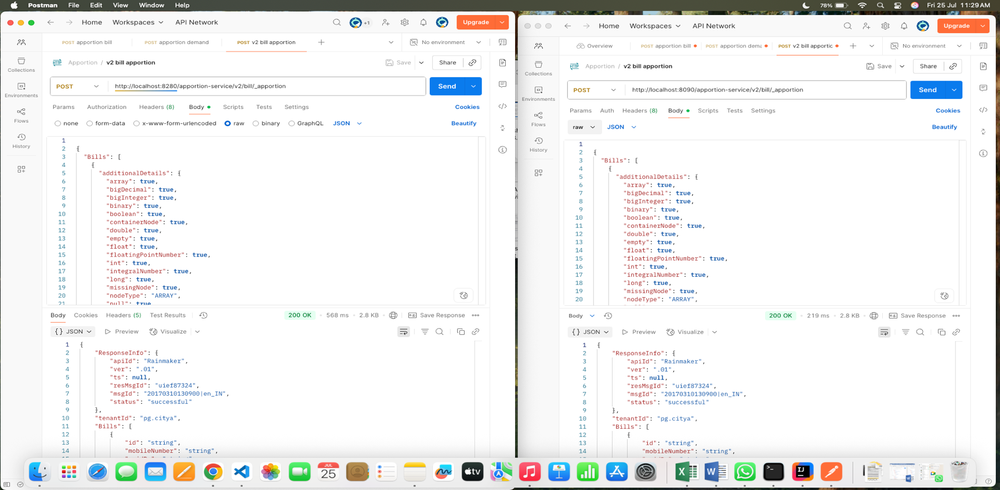 Postman File Edit View Window Help 78% Fri 25 Jul 11:29 AM
Home Workspaces API Network +1 Upgrade
POST apportion bill POST apportion demand POST v2 bill apportion No environment
Collections
Environments
Flows
History
Apportion / v2 bill apportion Save Share
POST http://localhost:8280/apportion-service/v2/bill/_apportion Send
Params Authorization Headers (8) Body Scripts Tests Settings Cookies
none form-data x-www-form-urlencoded raw binary GraphQL JSON Beautify
1
2 {
3 "Bills": [
4 {
5 "additionalDetails": {
6 "array": true,
7 "bigDecimal": true,
8 "bigInteger": true,
9 "binary": true,
10 "boolean": true,
11 "containerNode": true,
12 "double": true,
13 "empty": true,
14 "float": true,
15 "floatingPointNumber": true,
16 "int": true,
17 "integralNumber": true,
18 "long": true,
19 "missingNode": true,
20 "nodeType": "ARRAY",
21 "null": true
Body Cookies Headers (5) Test Results 200 OK 568 ms 2.8 KB Save Response
{} JSON Preview Visualize
1 {
2 "ResponseInfo": {
3 "apiId": "Rainmaker",
4 "ver": ".01",
5 "ts": null,
6 "resMsgId": "uief87324",
7 "msgId": "20170310130900|en_IN",
8 "status": "successful"
9 },
10 "tenantId": "pg.citya",
11 "Bills": [
12 {
13 "id": "string",
14 "mobileNumber": "string",
Home Workspaces API Network Upgrade
Overview POST apportion bill POST apportion dema POST v2 bill apportic No environment
Collections
Environments
Flows
History
Apportion / v2 bill apportion Save Share
POST http://localhost:8090/apportion-service/v2/bill/_apportion Send
Params Auth Headers (8) Body Scripts Tests Settings Cookies
raw JSON Beautify
1
2 {
3 "Bills": [
4 {
5 "additionalDetails": {
6 "array": true,
7 "bigDecimal": true,
8 "bigInteger": true,
9 "binary": true,
10 "boolean": true,
11 "containerNode": true,
12 "double": true,
13 "empty": true,
14 "float": true,
15 "floatingPointNumber": true,
16 "int": true,
17 "integralNumber": true,
18 "long": true,
19 "missingNode": true,
20 "nodeType": "ARRAY",
Body 200 OK 219 ms 2.8 KB Save Response
{} JSON Preview Visualize
1 {
2 "ResponseInfo": {
3 "apiId": "Rainmaker",
4 "ver": ".01",
5 "ts": null,
6 "resMsgId": "uief87324",
7 "msgId": "20170310130900|en_IN",
8 "status": "successful"
9 },
10 "tenantId": "pg.citya",
11 "Bills": [
12 {
13 "id": "string",
14 "mobileNumber": "string",
JUL
25
tv